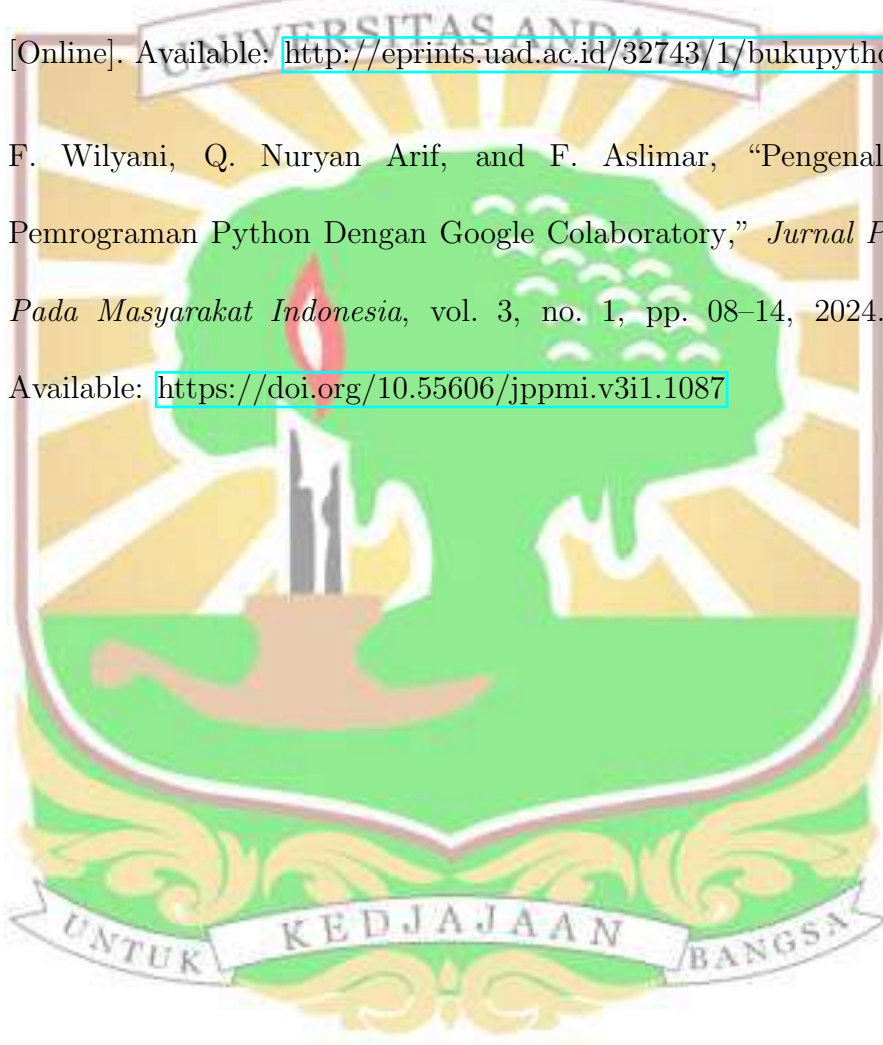 UNIVERSITAS ANDALAS
[Online]. Available: http://eprints.uad.ac.id/32743/1/bukupytho
F. Wilyani, Q. Nuryan Arif, and F. Aslimar, “Pengenal
Pemrograman Python Dengan Google Colaboratory,” Jurnal P
Pada Masyarakat Indonesia, vol. 3, no. 1, pp. 08–14, 2024.
Available: https://doi.org/10.55606/jppmi.v3i1.1087
UNTUK KEDJAJAAN BANGSA